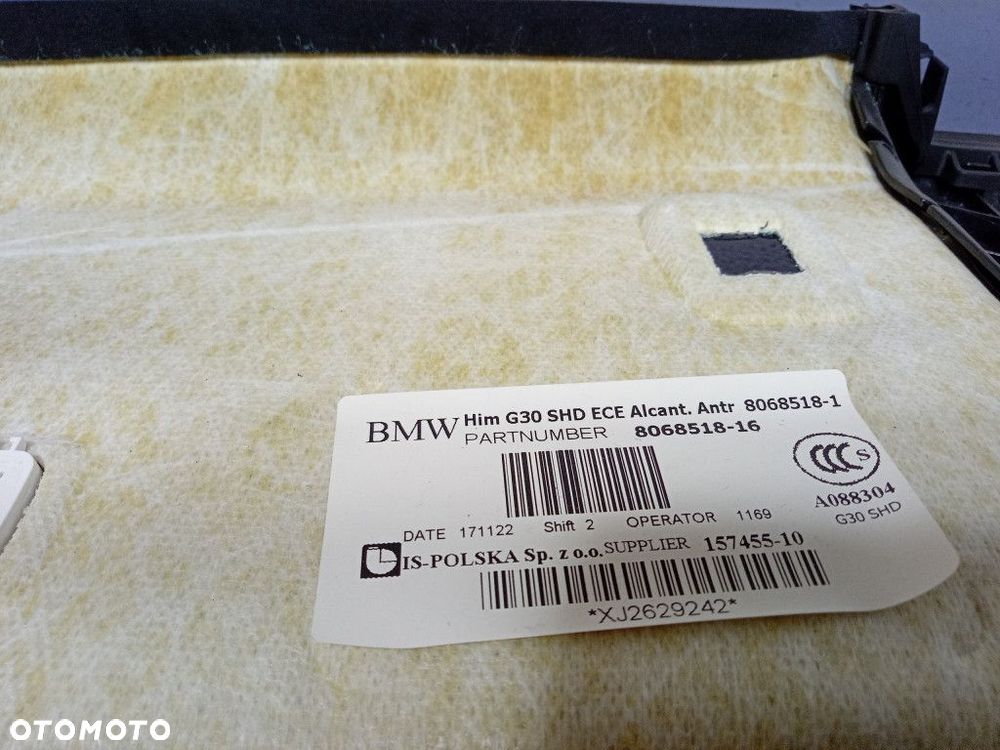 BMW Him G30 SHD ECE Alcant. Antr 8068518-1
PARTNUMBER 8068518-16
CCC S
A088304
G30 SHD
DATE 171122 Shift 2 OPERATOR 1169
IS-POLSKA Sp. z o.o. SUPPLIER 157455-10
*XJ2629242*
OTOMOTO